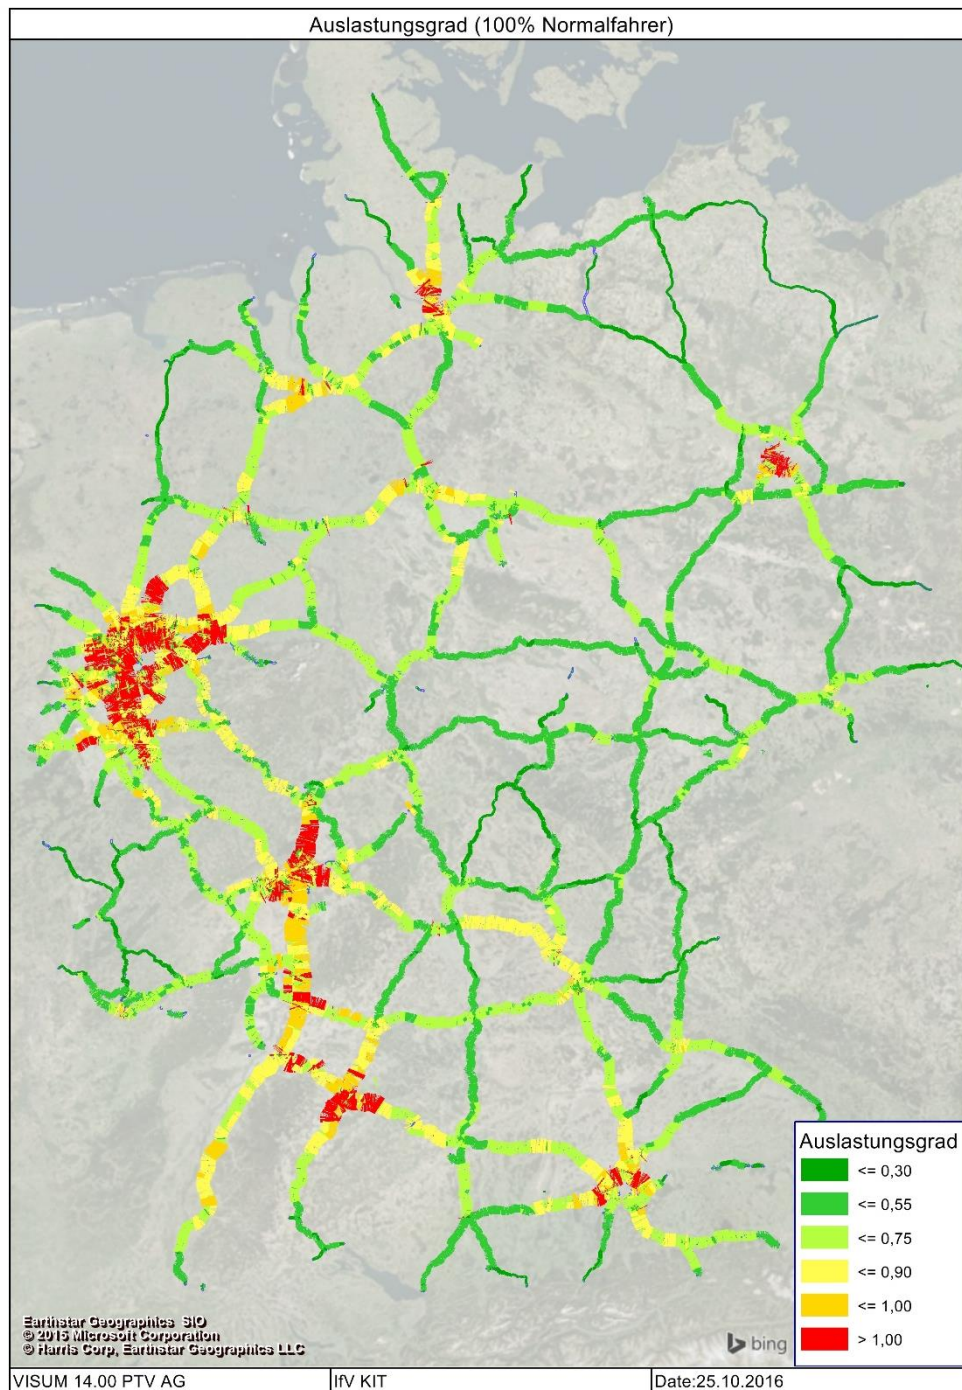 Auslastungsgrad (100% Normalfahrer)
Auslastungsgrad
<= 0,30
<= 0,55
<= 0,75
<= 0,90
<= 1,00
> 1,00
Earthstar Geographics SIO
© 2015 Microsoft Corporation
© Harris Corp, Earthstar Geographics LLC
bing
VISUM 14.00 PTV AG
IfV KIT
Date:25.10.2016